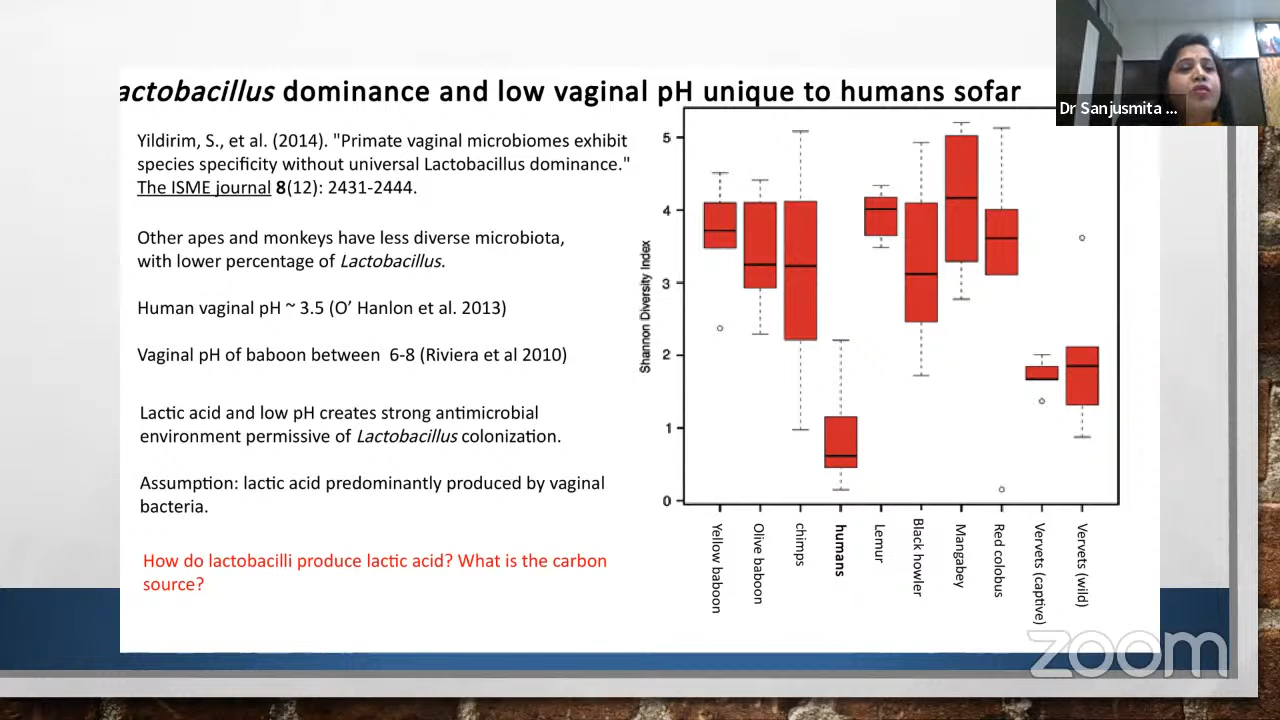 actobacillus dominance and low vaginal pH unique to humans sofar
Dr Sanjusmita ...
Yildirim, S., et al. (2014). "Primate vaginal microbiomes exhibit
species specificity without universal Lactobacillus dominance."
The ISME journal 8(12): 2431-2444.
Other apes and monkeys have less diverse microbiota,
with lower percentage of Lactobacillus.
Human vaginal pH ~ 3.5 (O’ Hanlon et al. 2013)
Vaginal pH of baboon between 6-8 (Riviera et al 2010)
Lactic acid and low pH creates strong antimicrobial
environment permissive of Lactobacillus colonization.
Assumption: lactic acid predominantly produced by vaginal
bacteria.
How do lactobacilli produce lactic acid? What is the carbon
source?
Shannon Diversity Index
5
4
3
2
1
0
Yellow baboon
Olive baboon
chimps
humans
Lemur
Black howler
Mangabey
Red colobus
Vervets (captive)
Vervets (wild)
zoom